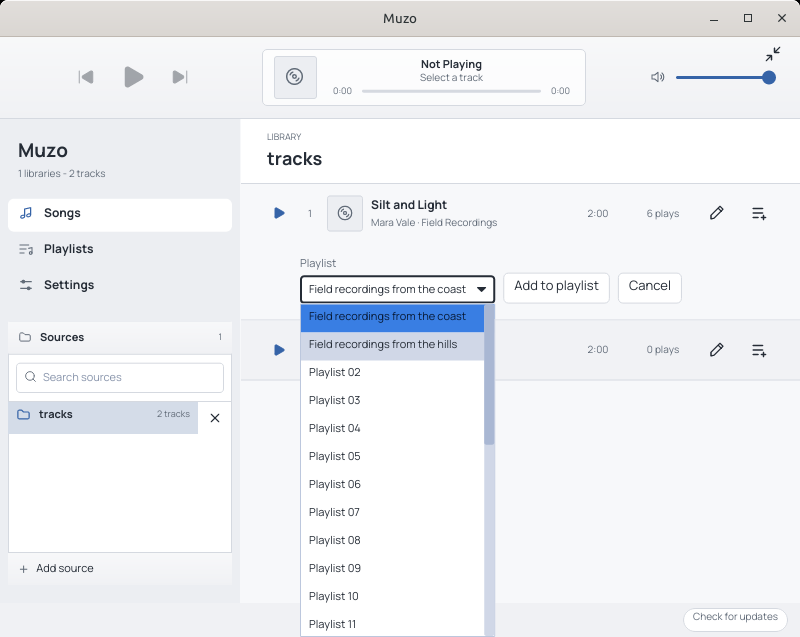 Muzo
Not Playing
Select a track
0:00
0:00
Muzo
1 libraries - 2 tracks
Songs
Playlists
Settings
Sources
1
Search sources
tracks
2 tracks
Add source
LIBRARY
tracks
1
Silt and Light
Mara Vale · Field Recordings
2:00
6 plays
Playlist
Field recordings from the coast
Add to playlist
Cancel
Field recordings from the coast
Field recordings from the hills
Playlist 02
Playlist 03
Playlist 04
Playlist 05
Playlist 06
Playlist 07
Playlist 08
Playlist 09
Playlist 10
Playlist 11
2:00
0 plays
Check for updates